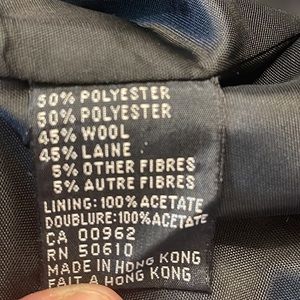 50% POLYESTER
50% POLYESTER
45% WOOL
45% LAINE
5% OTHER FIBRES
5% AUTRE FIBRES
LINING: 100% ACETATE
DOUBLURE: 100% ACETATE
CA 00962
RN 50610
MADE IN HONG KONG
FAIT A HONG KONG